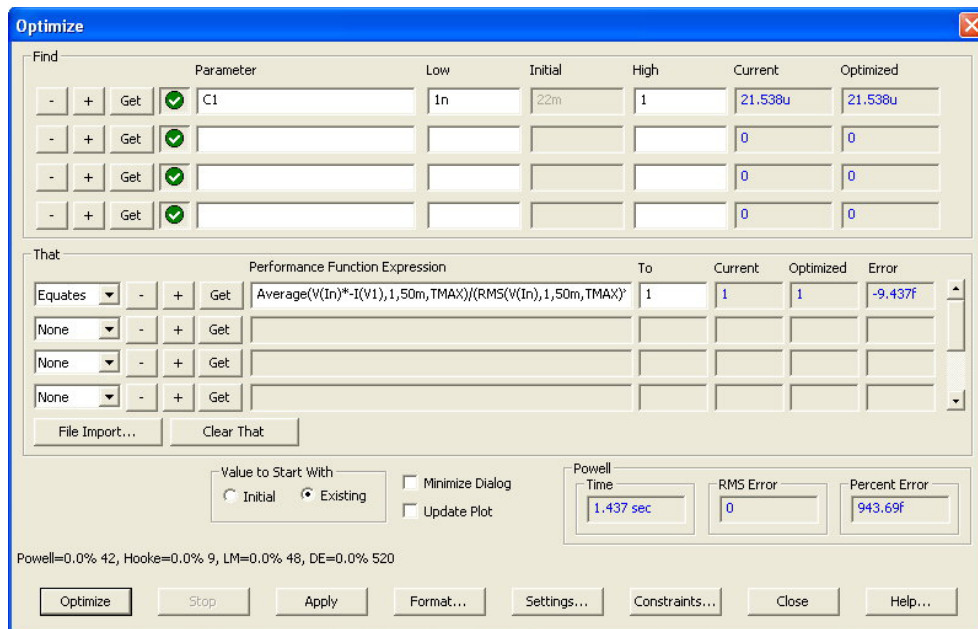 Optimize
Find
Parameter Low Initial High Current Optimized
- + Get C1 1n 22m 1 21.538u 21.538u
- + Get 0 0
- + Get 0 0
- + Get 0 0
That
Performance Function Expression To Current Optimized Error
Equates - + Get Average(V(In)*-I(V1),1,50m,TMAX)/(RMS(V(In),1,50m,TMAX) 1 1 1 -9.437f
None - + Get
None - + Get
None - + Get
File Import... Clear That
Value to Start With
Initial Existing
Minimize Dialog
Update Plot
Powell
Time RMS Error Percent Error
1.437 sec 0 943.69f
Powell=0.0% 42, Hooke=0.0% 9, LM=0.0% 48, DE=0.0% 520
Optimize Stop Apply Format... Settings... Constraints... Close Help...